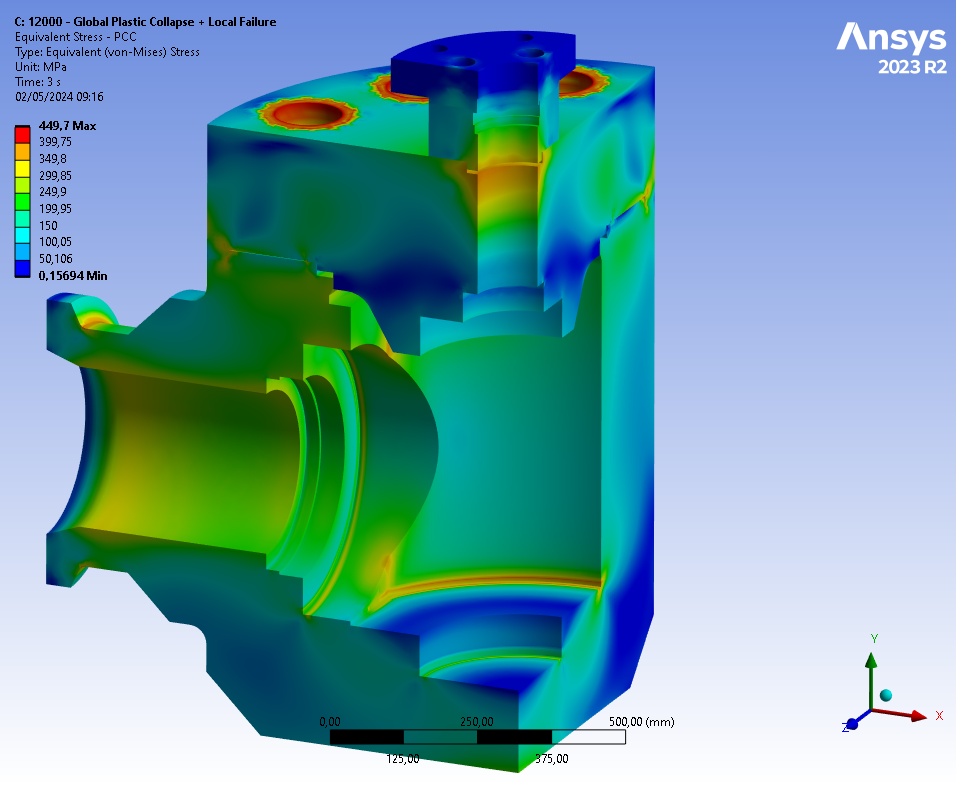 C: 12000 - Global Plastic Collapse + Local Failure
Equivalent Stress - PCC
Type: Equivalent (von-Mises) Stress
Unit: MPa
Time: 3 s
02/05/2024 09:16
Ansys
2023 R2
449,7 Max
399,75
349,8
299,85
249,9
199,95
150
100,05
50,106
0,15694 Min
Y
X
Z
0,00 250,00 500,00 (mm)
125,00 375,00